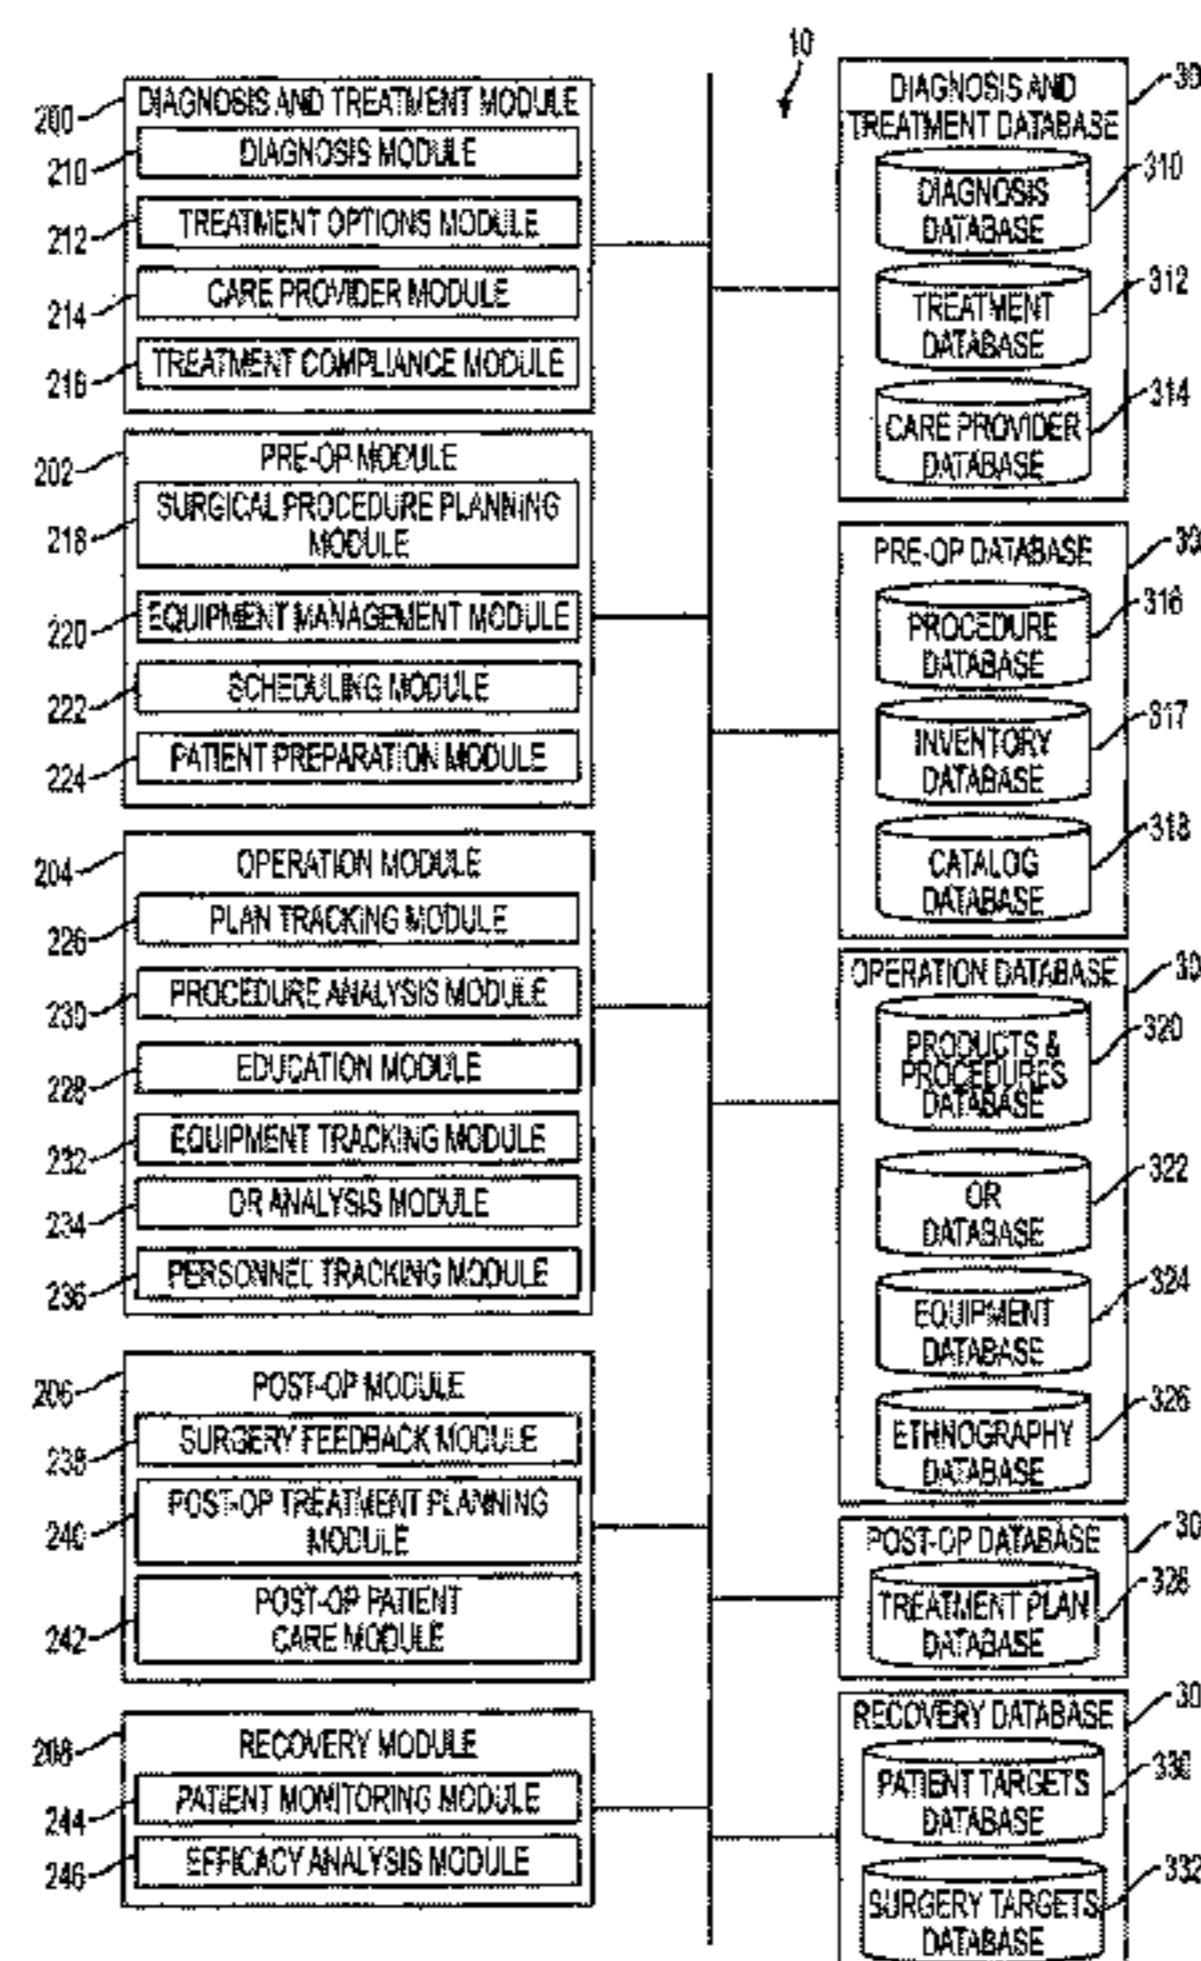 10
200
DIAGNOSIS AND TREATMENT MODULE
210
DIAGNOSIS MODULE
212
TREATMENT OPTIONS MODULE
214
CARE PROVIDER MODULE
216
TREATMENT COMPLIANCE MODULE
202
PRE-OP MODULE
218
SURGICAL PROCEDURE PLANNING
MODULE
220
EQUIPMENT MANAGEMENT MODULE
222
SCHEDULING MODULE
224
PATIENT PREPARATION MODULE
204
OPERATION MODULE
226
PLAN TRACKING MODULE
230
PROCEDURE ANALYSIS MODULE
228
EDUCATION MODULE
232
EQUIPMENT TRACKING MODULE
234
OR ANALYSIS MODULE
236
PERSONNEL TRACKING MODULE
206
POST-OP MODULE
238
SURGERY FEEDBACK MODULE
240
POST-OP TREATMENT PLANNING
MODULE
242
POST-OP PATIENT
CARE MODULE
208
RECOVERY MODULE
244
PATIENT MONITORING MODULE
246
EFFICACY ANALYSIS MODULE
30
DIAGNOSIS AND
TREATMENT DATABASE
310
DIAGNOSIS
DATABASE
312
TREATMENT
DATABASE
314
CARE PROVIDER
DATABASE
30
PRE-OP DATABASE
316
PROCEDURE
DATABASE
317
INVENTORY
DATABASE
318
CATALOG
DATABASE
30
OPERATION DATABASE
320
PRODUCTS &
PROCEDURES
DATABASE
322
OR
DATABASE
324
EQUIPMENT
DATABASE
326
ETHNOGRAPHY
DATABASE
30
POST-OP DATABASE
328
TREATMENT PLAN
DATABASE
30
RECOVERY DATABASE
330
PATIENT TARGETS
DATABASE
332
SURGERY TARGETS
DATABASE